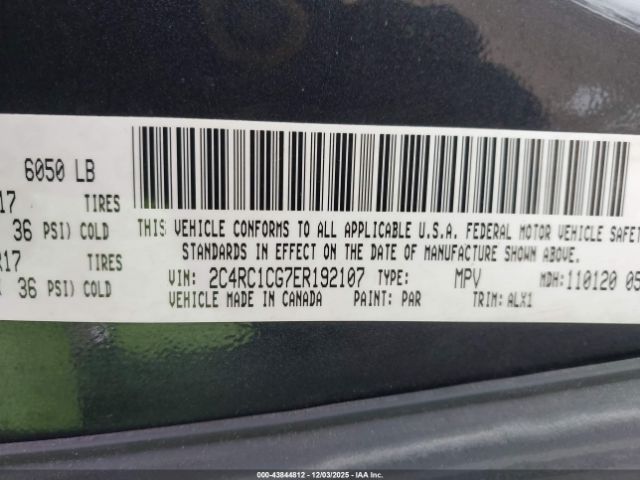 6050 LB
17 TIRES
36 PSI) COLD
R17 TIRES
36 PSI) COLD
THIS VEHICLE CONFORMS TO ALL APPLICABLE U.S.A. FEDERAL MOTOR VEHICLE SAFET
STANDARDS IN EFFECT ON THE DATE OF MANUFACTURE SHOWN ABOVE.
VIN: 2C4RC1CG7ER192107 TYPE: MPV MDH:110120 05
VEHICLE MADE IN CANADA PAINT: PAR TRIM: ALX1
000-43844812 - 12/03/2025 - IAA Inc.